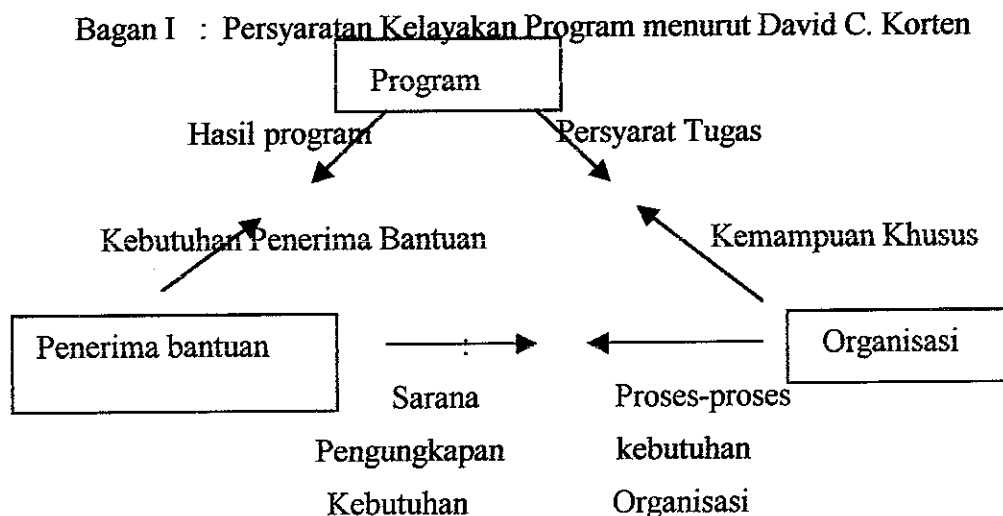 Bagan I : Persyaratan Kelayakan Program menurut David C. Korten
Program
Hasil program
Persyarat Tugas
Kebutuhan Penerima Bantuan
Kemampuan Khusus
Penerima bantuan
Organisasi
Sarana
Pengungkapan
Kebutuhan
Proses-proses
kebutuhan
Organisasi